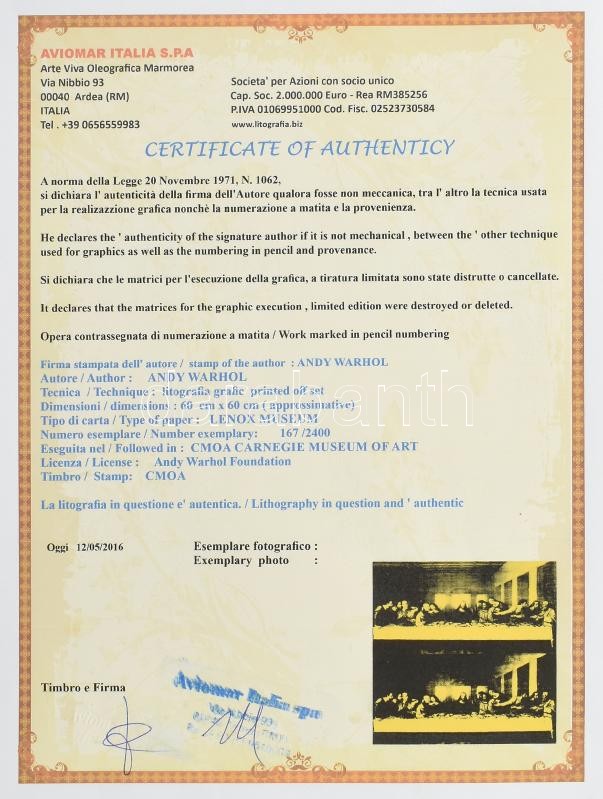 AVIOMAR ITALIA S.P.A
Arte Viva Oleografica Marmorea
Via Nibbio 93
00040 Ardea (RM)
ITALIA
Tel . +39 0656559983
Societa' per Azioni con socio unico
Cap. Soc. 2.000.000 Euro - Rea RM385256
P.IVA 01069951000 Cod. Fisc. 02523730584
www.litografia.biz
CERTIFICATE OF AUTHENTICY
A norma della Legge 20 Novembre 1971, N. 1062,
si dichiara l' autenticità della firma dell'Autore qualora fosse non meccanica, tra l' altro la tecnica usata
per la realizazzione grafica nonchè la numerazione a matita e la provenienza.
He declares the ' authenticity of the signature author if it is not mechanical , between the ' other technique
used for graphics as well as the numbering in pencil and provenance.
Si dichiara che le matrici per l'esecuzione della grafica, a tiratura limitata sono state distrutte o cancellate.
It declares that the matrices for the graphic execution , limited edition were destroyed or deleted.
Opera contrassegnata di numerazione a matita / Work marked in pencil numbering
Firma stampata dell' autore / stamp of the author : ANDY WARHOL
Autore / Author : ANDY WARHOL
Tecnica / Technique : litografia grafic printed off set
Dimensioni / dimensions : 60 cm x 60 cm ( approssimative)
Tipo di carta / Type of paper : LENOX MUSEUM
Numero esemplare / Number exemplary: 167 /2400
Eseguita nel / Followed in : CMOA CARNEGIE MUSEUM OF ART
Licenza / License : Andy Warhol Foundation
Timbro / Stamp: CMOA
La litografia in questione e' autentica. / Lithography in question and ' authentic
Oggi 12/05/2016
Esemplare fotografico :
Exemplary photo :
Timbro e Firma
Aviomar Italia spa